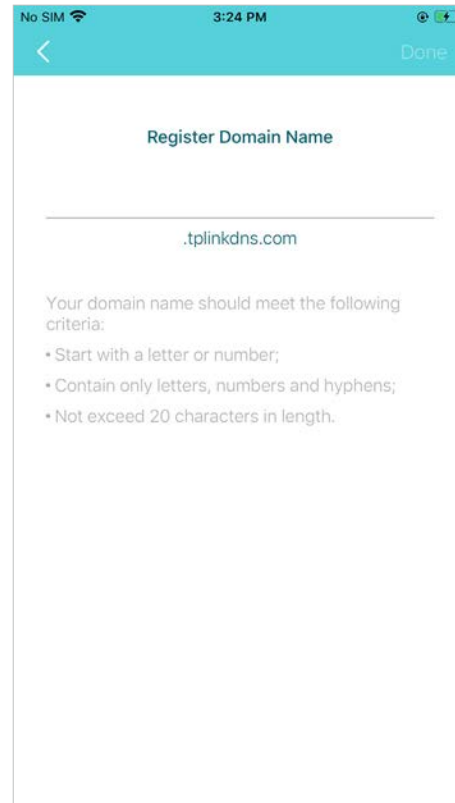 No SIM 3:24 PM
Done
Register Domain Name
.tplinkdns.com
Your domain name should meet the following
criteria:
• Start with a letter or number;
• Contain only letters, numbers and hyphens;
• Not exceed 20 characters in length.